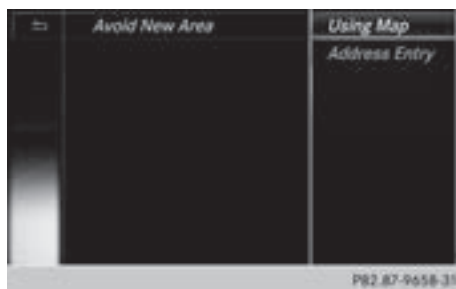 Avoid New Area
Using Map
Address Entry
P82.87-9658-31